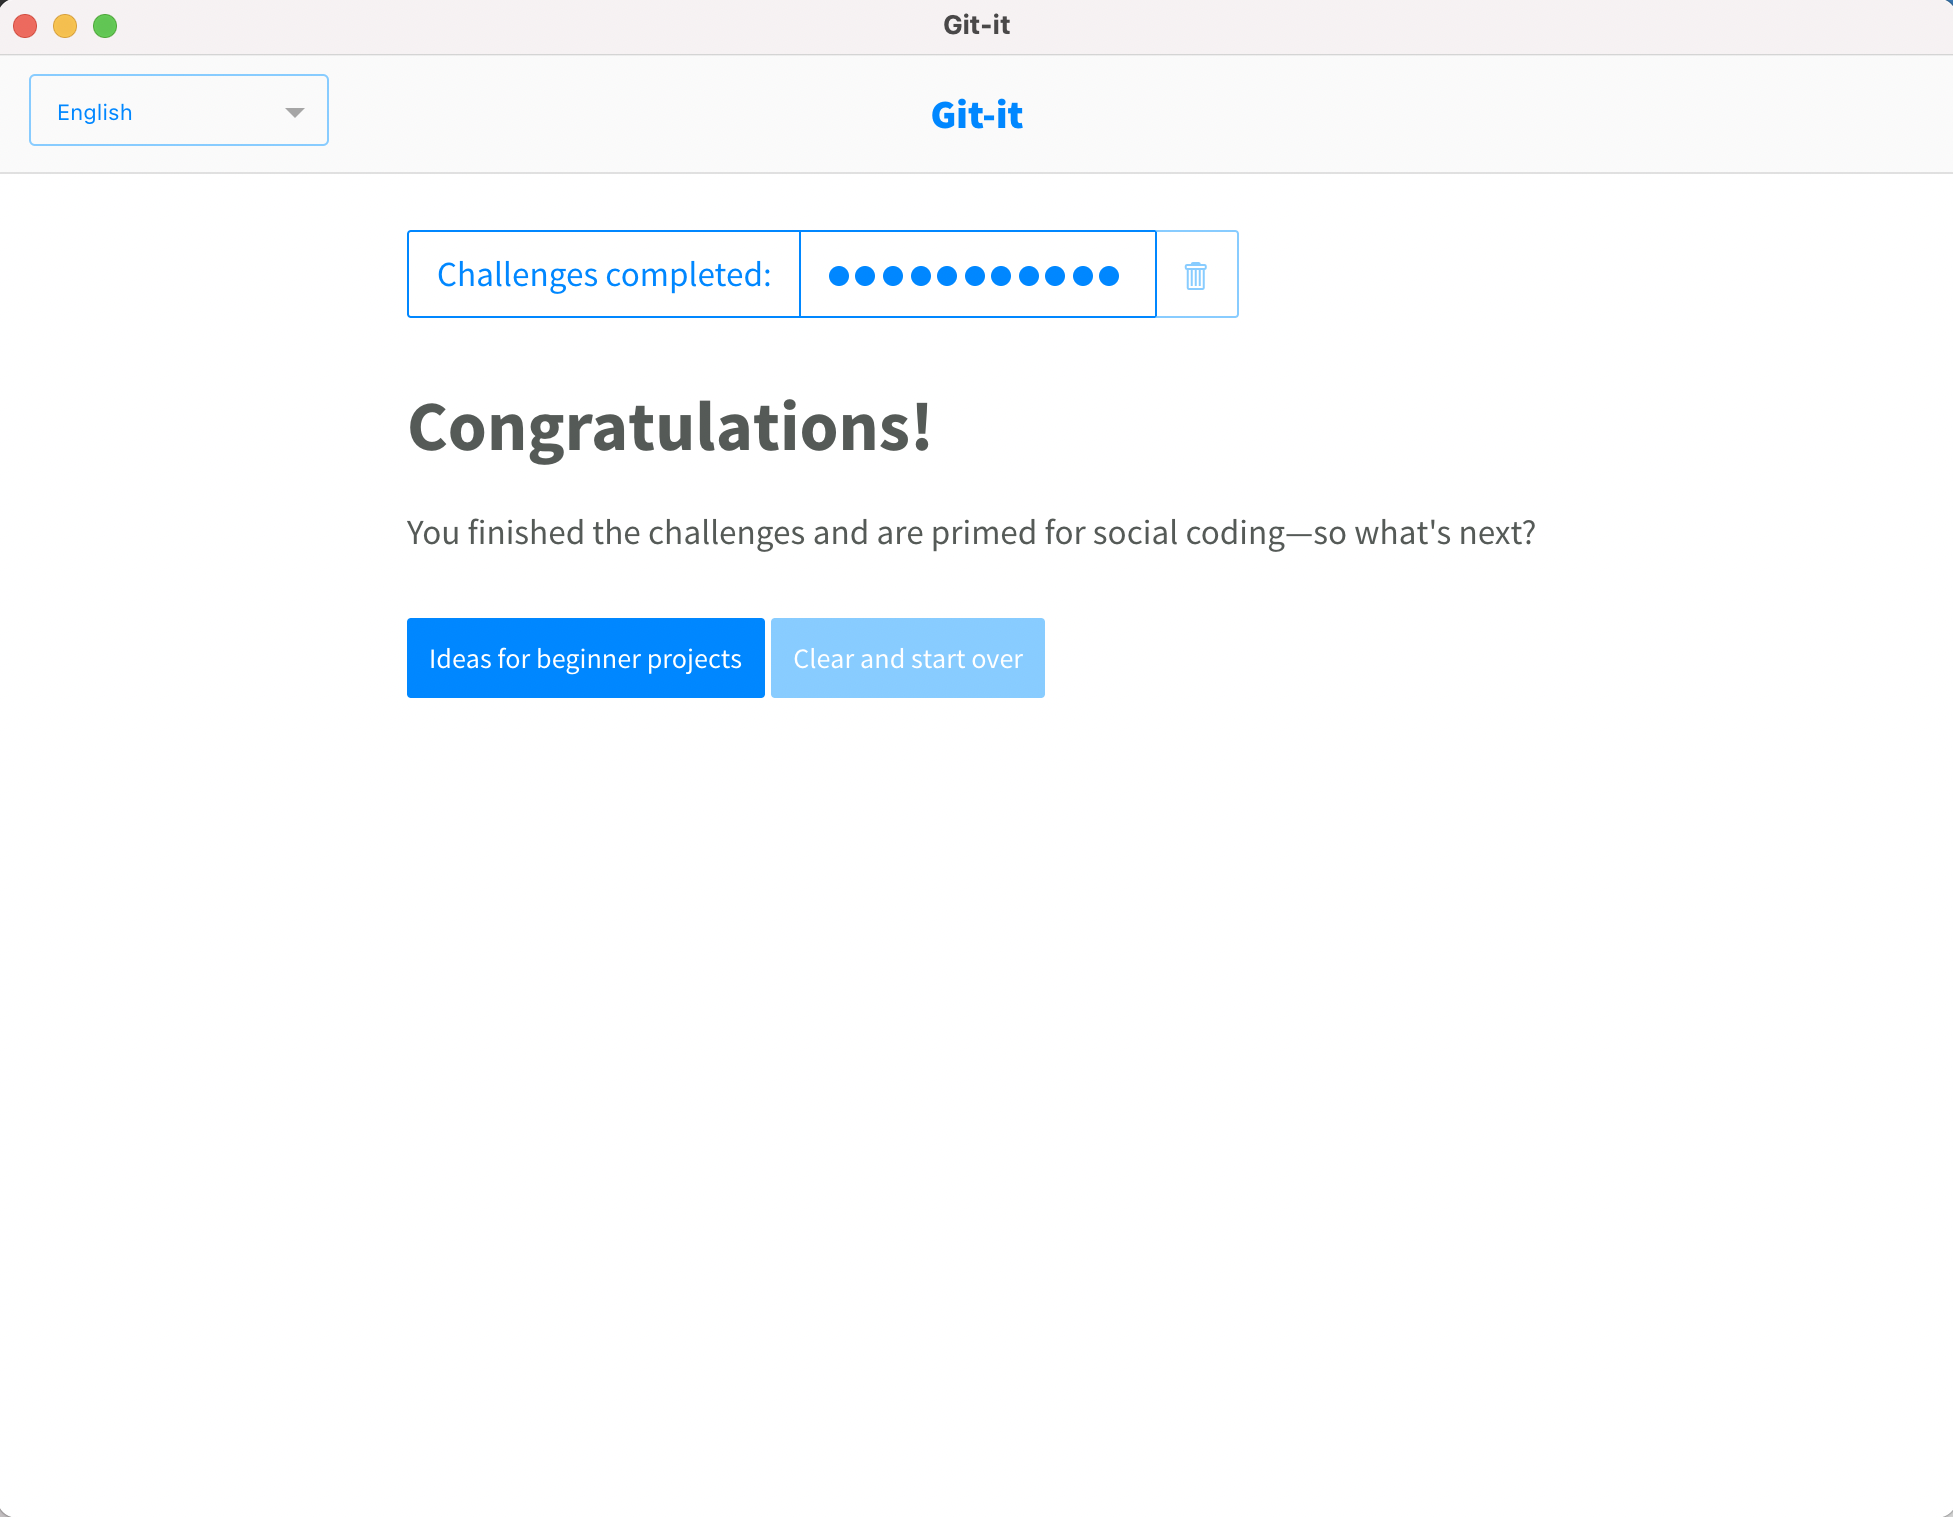 Git-it
English
Git-it
Challenges completed:
Congratulations!
You finished the challenges and are primed for social coding—so what's next?
Ideas for beginner projects
Clear and start over